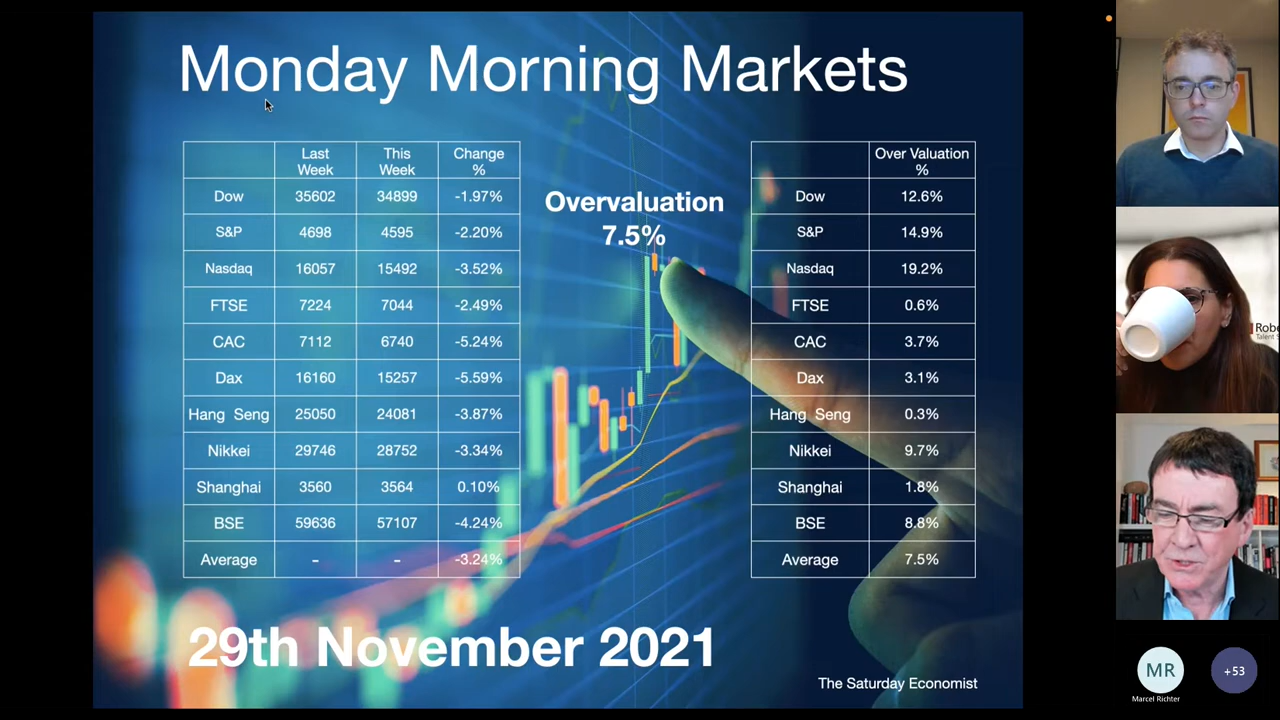 Monday Morning Markets
Last Week This Week Change %
Dow 35602 34899 -1.97%
S&P 4698 4595 -2.20%
Nasdaq 16057 15492 -3.52%
FTSE 7224 7044 -2.49%
CAC 7112 6740 -5.24%
Dax 16160 15257 -5.59%
Hang Seng 25050 24081 -3.87%
Nikkei 29746 28752 -3.34%
Shanghai 3560 3564 0.10%
BSE 59636 57107 -4.24%
Average - - -3.24%
Overvaluation
7.5%
Over Valuation %
Dow 12.6%
S&P 14.9%
Nasdaq 19.2%
FTSE 0.6%
CAC 3.7%
Dax 3.1%
Hang Seng 0.3%
Nikkei 9.7%
Shanghai 1.8%
BSE 8.8%
Average 7.5%
29th November 2021
The Saturday Economist
Talent
MR
Marcel Richter
+53